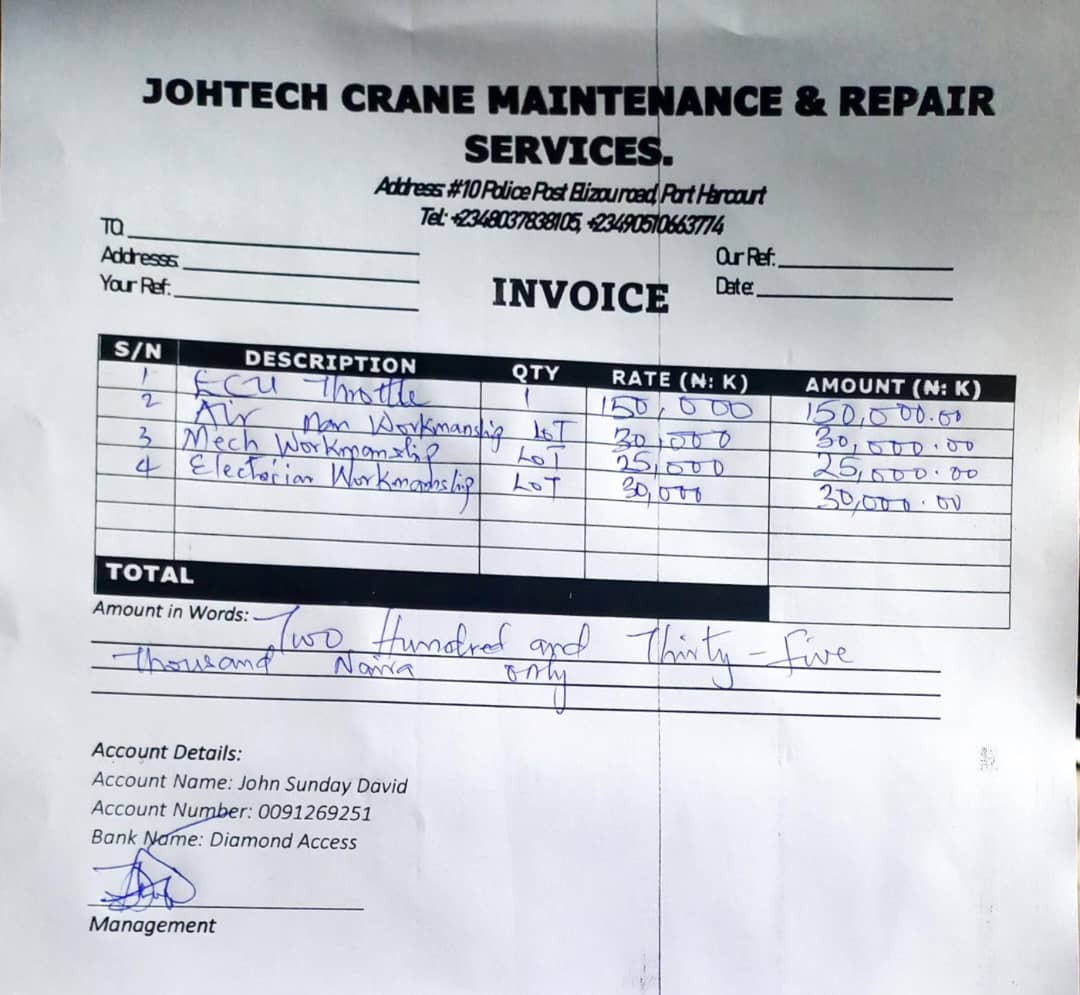 JOHTECH CRANE MAINTENANCE & REPAIR
SERVICES.
Address: #10 Police Post Elizou road, Port Harcourt
Tel: +2348037838105, +23490510663774
TO
Addresss:
Your Ref:
Our Ref:
Date:
INVOICE
S/N DESCRIPTION QTY RATE (₦: K) AMOUNT (₦: K)
1 ECU Throttle 1 150,000 150,000.00
2 Air Man Workmanship LOT 30,000 30,000.00
3 Mech Workmanship LOT 25,000 25,000.00
4 Electorian Workmanship LOT 30,000 30,000.00
TOTAL
Amount in Words: Two Hundred and Thirty-five
Thousand Naira only
Account Details:
Account Name: John Sunday David
Account Number: 0091269251
Bank Name: Diamond Access
Management